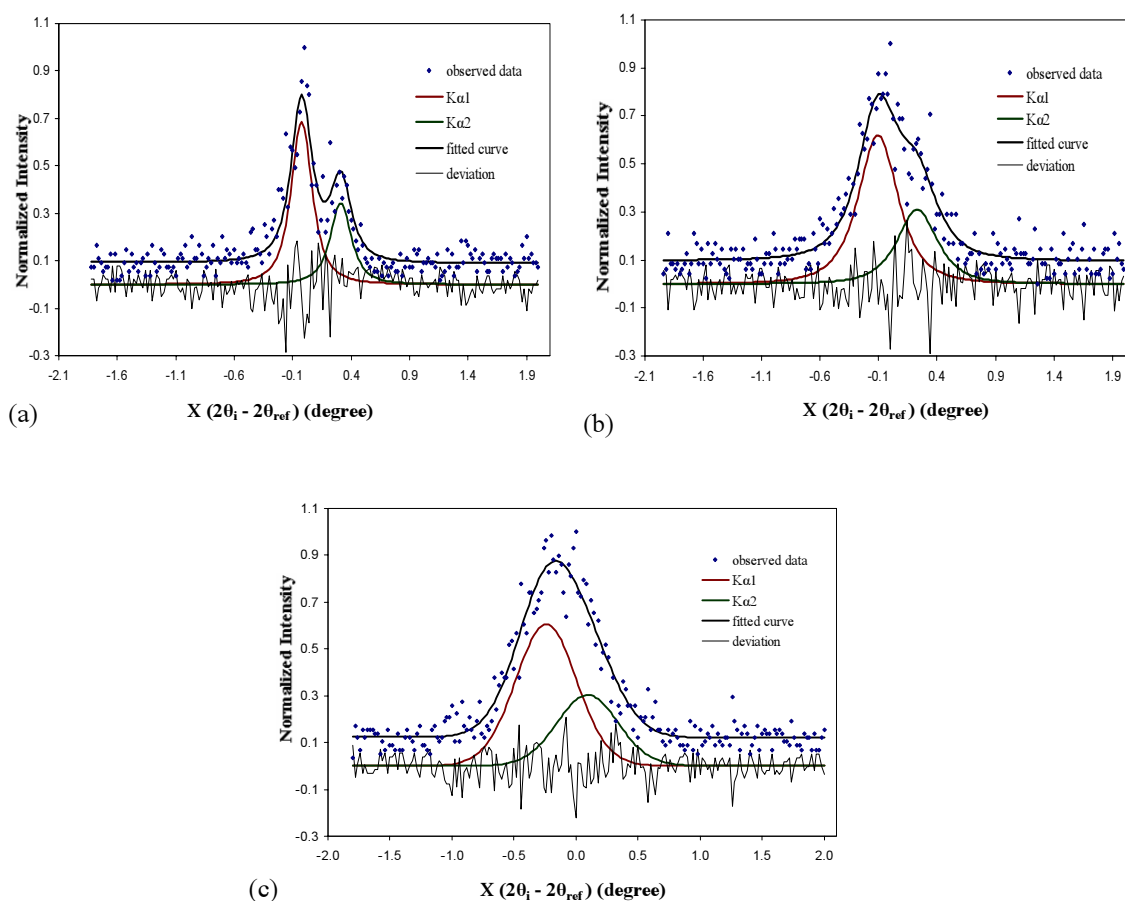 1.1
0.9
0.7
0.5
0.3
0.1
-0.1
-0.3
Normalized Intensity
observed data
Kα1
Kα2
fitted curve
deviation
-2.1 -1.6 -1.1 -0.6 -0.1 0.4 0.9 1.4 1.9
X (2θi - 2θref) (degree)
(a)
1.1
0.9
0.7
0.5
0.3
0.1
-0.1
-0.3
Normalized Intensity
observed data
Kα1
Kα2
fitted curve
deviation
-2.1 -1.6 -1.1 -0.6 -0.1 0.4 0.9 1.4 1.9
X (2θi - 2θref) (degree)
(b)
1.1
0.9
0.7
0.5
0.3
0.1
-0.1
-0.3
Normalized Intensity
observed data
Kα1
Kα2
fitted curve
deviation
-2.0 -1.5 -1.0 -0.5 0.0 0.5 1.0 1.5 2.0
X (2θi - 2θref) (degree)
(c)